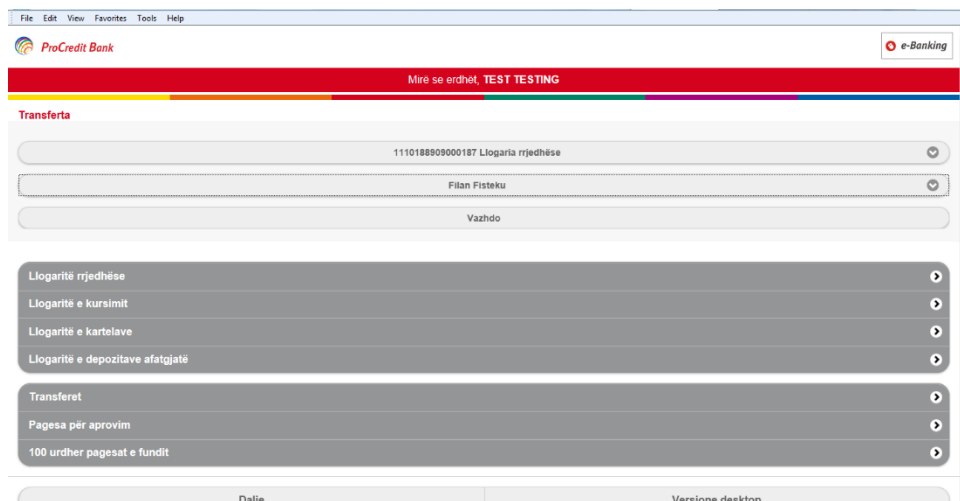 File Edit View Favorites Tools Help
ProCredit Bank
e-Banking
Mirë se erdhët, TEST TESTING
Transferta
1110188909000187 Llogaria rrjedhëse
Filan Fisteku
Vazhdo
Llogaritë rrjedhëse
Llogaritë e kursimit
Llogaritë e kartelave
Llogaritë e depozitave afatgjatë
Transferet
Pagesa për aprovim
100 urdher pagesat e fundit
Dalje Versione desktop